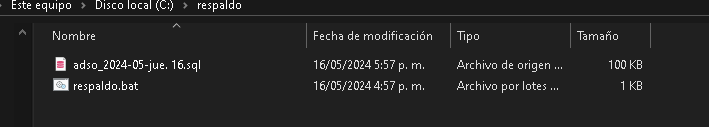 Este equipo > Disco local (C:) > respaldo
Nombre Fecha de modificación Tipo Tamaño
adso_2024-05-jue. 16.sql 16/05/2024 5:57 p. m. Archivo de origen ... 100 KB
respaldo.bat 16/05/2024 4:57 p. m. Archivo por lotes ... 1 KB